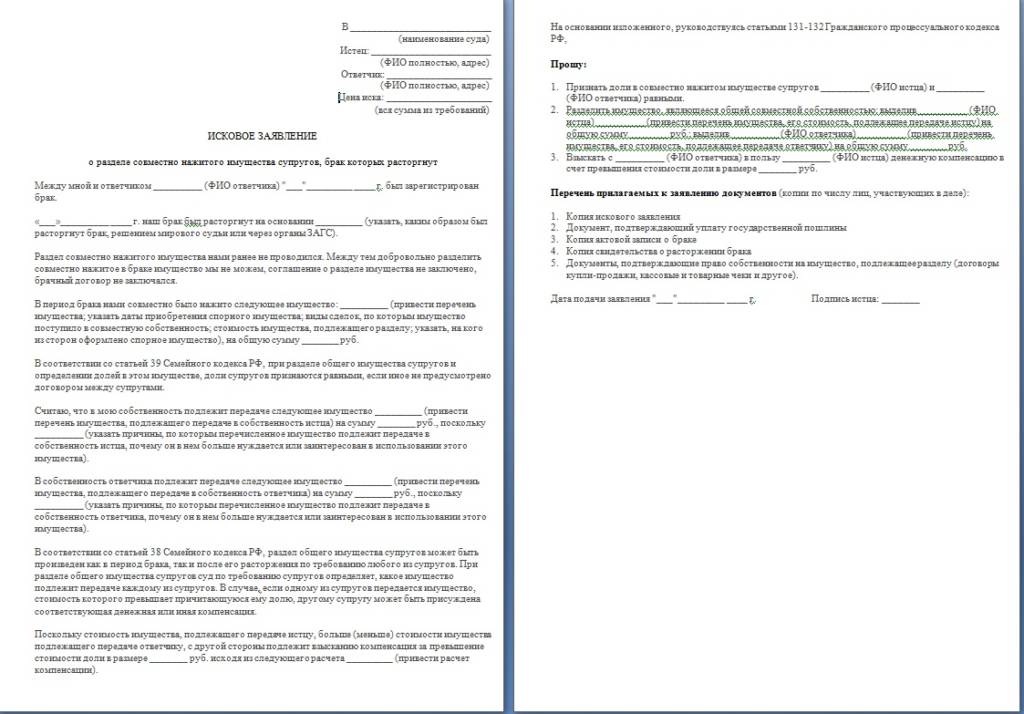 В ______________________________
(наименование суда)
Истец: __________________________
(ФИО полностью, адрес)
Ответчик: _______________________
(ФИО полностью, адрес)
Цена иска: _______________________
(вся сумма из требований)
ИСКОВОЕ ЗАЯВЛЕНИЕ
о разделе совместно нажитого имущества супругов, брак которых расторгнут
Между мной и ответчиком __________ (ФИО ответчика) "___"_________ ____г. был зарегистрирован
брак.
«___»______________ г. наш брак был расторгнут на основании __________ (указать, каким образом был
расторгнут брак, решением мирового судьи или через органы ЗАГС).
Раздел совместно нажитого имущества нами ранее не проводился. Между тем добровольно разделить
совместно нажитое в браке имущество мы не можем, соглашение о разделе имущества не заключено,
брачный договор не заключался.
В период брака нами совместно было нажито следующее имущество: __________ (привести перечень
имущества; указать даты приобретения спорного имущества; виды сделок, по которым имущество
поступило в совместную собственность; стоимость имущества, подлежащего разделу; указать, на кого
из сторон оформлено спорное имущество), на общую сумму ________ руб.
В соответствии со статьей 39 Семейного кодекса РФ, при разделе общего имущества супругов и
определении долей в этом имуществе, доли супругов признаются равными, если иное не предусмотрено
договором между супругами.
Считаю, что в мою собственность подлежит передаче следующее имущество __________ (привести
перечень имущества, подлежащего передаче в собственность истца) на сумму ________ руб., поскольку
__________ (указать причины, по которым перечисленное имущество подлежит передаче в
собственность истца, почему он в нем больше нуждается или заинтересован в использовании этого
имущества).
В собственность ответчика подлежит передаче следующее имущество __________ (привести перечень
имущества, подлежащего передаче в собственность ответчика) на сумму ________ руб., поскольку
__________ (указать причины, по которым перечисленное имущество подлежит передаче в
собственность ответчика, почему он в нем больше нуждается или заинтересован в использовании этого
имущества).
В соответствии со статьей 38 Семейного кодекса РФ, раздел общего имущества супругов может быть
произведен как в период брака, так и после его расторжения по требованию любого из супругов. При
разделе общего имущества супругов суд по требованию супругов определяет, какое имущество
подлежит передаче каждому из супругов. В случае, если одному из супругов передается имущество,
стоимость которого превышает причитающуюся ему долю, другому супругу может быть присуждена
соответствующая денежная или иная компенсация.
Поскольку стоимость имущества, подлежащего передаче истцу, больше (меньше) стоимости имущества
подлежащего передаче ответчику, с другой стороны подлежит взысканию компенсация за превышение
стоимости доли в размере ________ руб. исходя из следующего расчета __________ (привести расчет
компенсации).
На основании изложенного, руководствуясь статьями 131-132 Гражданского процессуального кодекса
РФ,
Прошу:
1. Признать доли в совместно нажитом имуществе супругов __________ (ФИО истца) и __________
(ФИО ответчика) равными.
2. Разделить имущество, являющееся общей совместной собственностью: выделив __________ (ФИО
истца)__________ (привести перечень имущества, его стоимость, подлежащее передаче истцу) на
общую сумму ________ руб.; выделив __________ (ФИО ответчика) __________ (привести перечень
имущества, его стоимость, подлежащее передаче ответчику) на общую сумму ________ руб.
3. Взыскать с __________ (ФИО ответчика) в пользу __________ (ФИО истца) денежную компенсацию в
счет превышения стоимости доли в размере ________ руб.
Перечень прилагаемых к заявлению документов (копии по числу лиц, участвующих в деле):
1. Копия искового заявления
2. Документ, подтверждающий уплату государственной пошлины
3. Копия актовой записи о браке
4. Копия свидетельства о расторжении брака
5. Документы, подтверждающие право собственности на имущество, подлежащееразделу (договоры
купли-продажи, кассовые и товарные чеки и другое).
Дата подачи заявления "___"__________ ____ г. Подпись истца: ________